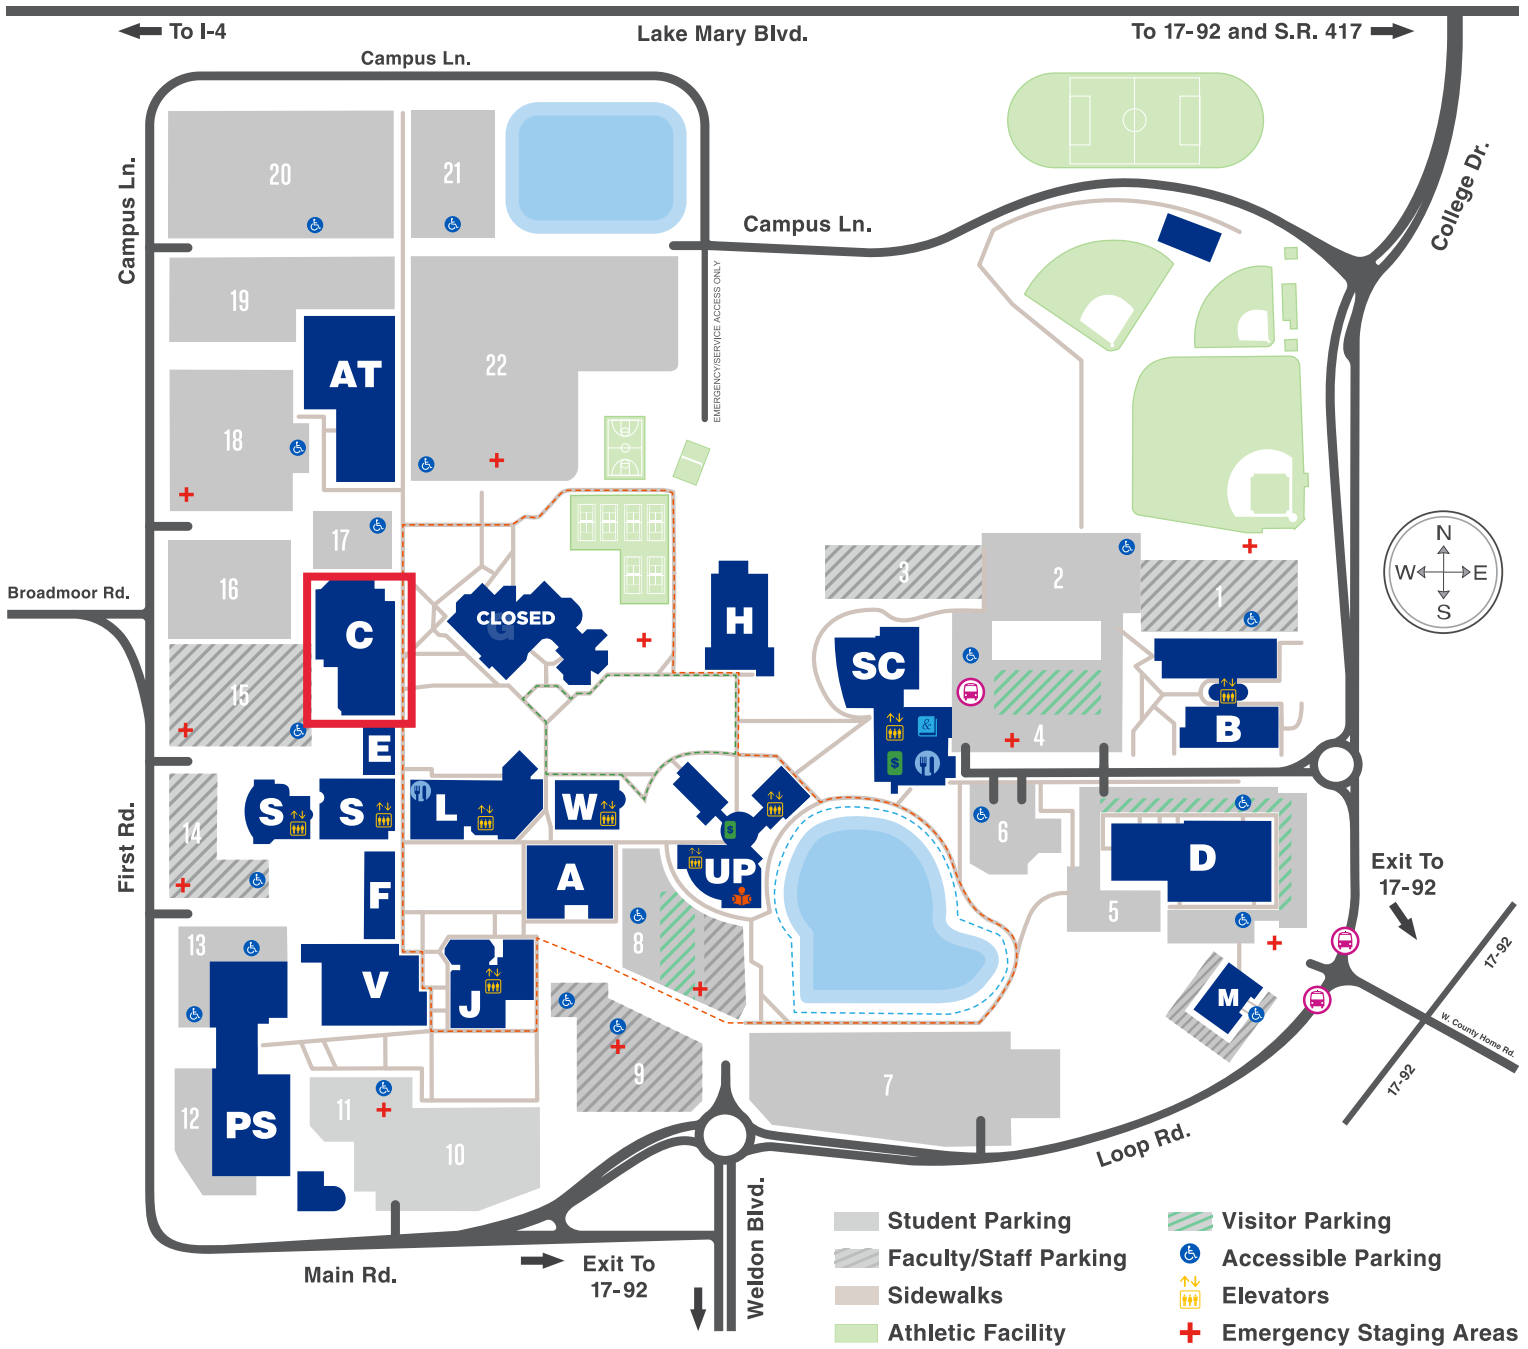 To I-4
Lake Mary Blvd.
To 17-92 and S.R. 417
Campus Ln.
Campus Ln.
Campus Ln.
College Dr.
20
21
19
22
EMERGENCY/SERVICE ACCESS ONLY
AT
18
17
16
Broadmoor Rd.
C
CLOSED
G
H
3
2
1
N
W
E
S
SC
15
4
B
E
&
$
S
S
L
W
$
14
6
D
First Rd.
F
A
UP
5
Exit To
17-92
13
8
V
J
M
17-92
W. County Home Rd.
17-92
12
PS
11
10
9
7
Loop Rd.
Weldon Blvd.
Main Rd.
Exit To
17-92
Student Parking
Faculty/Staff Parking
Sidewalks
Athletic Facility
Visitor Parking
Accessible Parking
Elevators
Emergency Staging Areas